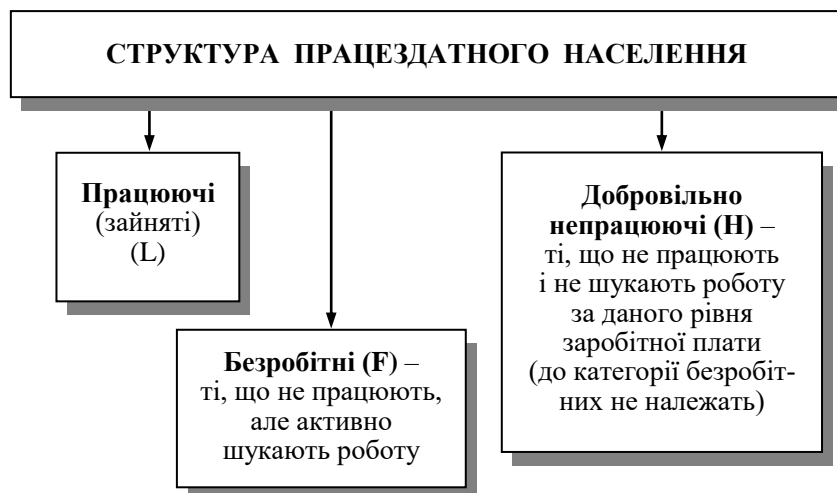 СТРУКТУРА ПРАЦЕЗДАТНОГО НАСЕЛЕННЯ
Працюючі
(зайняті)
(L)
Безробітні (F) –
ті, що не працюють,
але активно
шукають роботу
Добровільно
непрацюючі (Н) –
ті, що не працюють
і не шукають роботу
за даного рівня
заробітної плати
(до категорії безробіт-
них не належать)